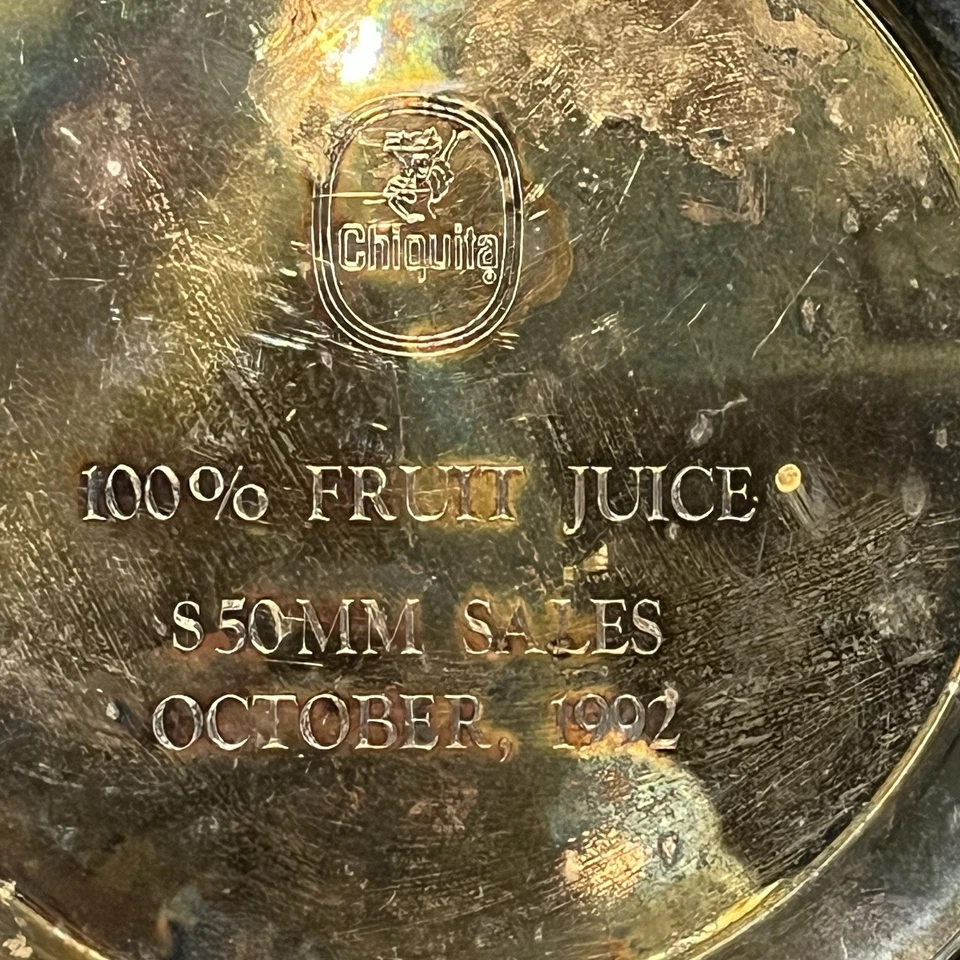 Chiquita®
100% FRUIT JUICE
$50MM SALES
OCTOBER, 1992